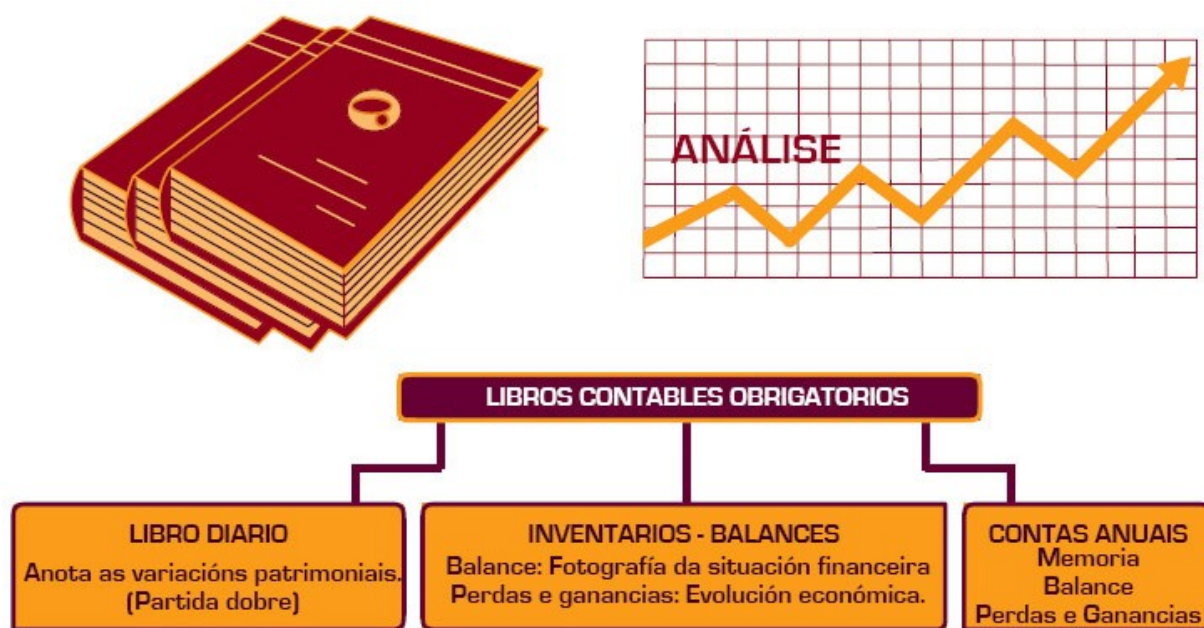 ANÁLISE
LIBROS CONTABLES OBRIGATORIOS
LIBRO DIARIO
Anota as variacións patrimoniais.
(Partida dobre)
INVENTARIOS - BALANCES
Balance: Fotografía da situación financeira
Perdas e ganancias: Evolución económica.
CONTAS ANUAIS
Memoria
Balance
Perdas e Ganancias